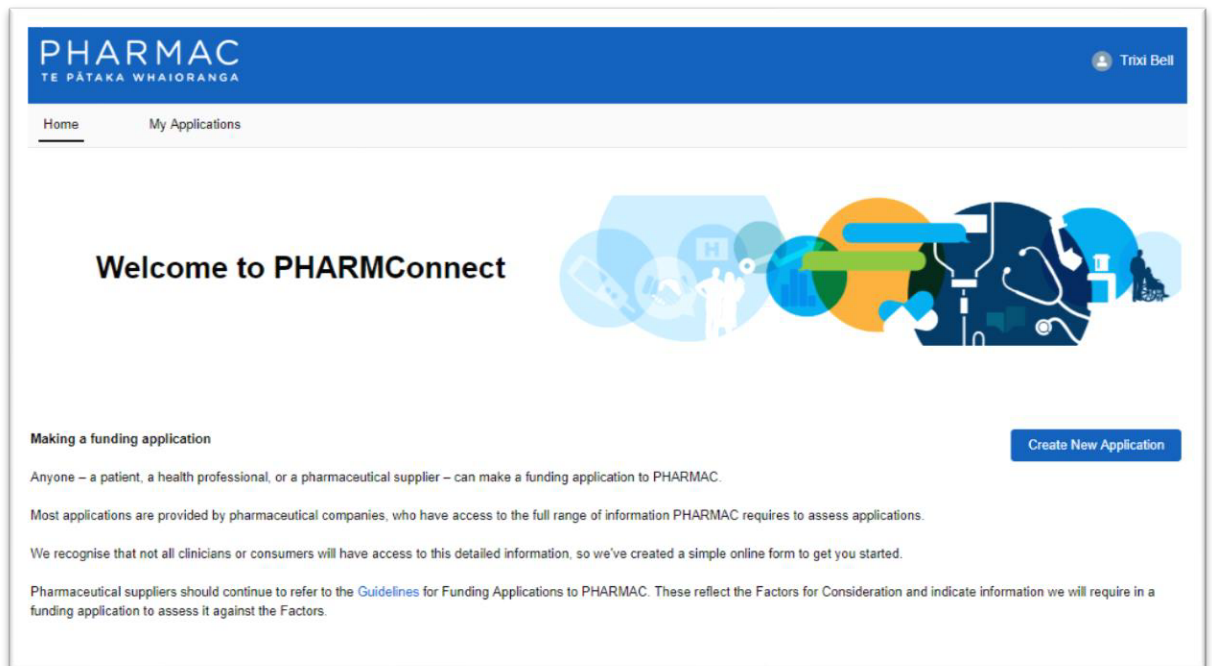 PHARMAC
TE PĀTAKA WHAIORANGA
Trixi Bell
Home
My Applications
Welcome to PHARMConnect
H
Making a funding application
Create New Application
Anyone – a patient, a health professional, or a pharmaceutical supplier – can make a funding application to PHARMAC.
Most applications are provided by pharmaceutical companies, who have access to the full range of information PHARMAC requires to assess applications.
We recognise that not all clinicians or consumers will have access to this detailed information, so we've created a simple online form to get you started.
Pharmaceutical suppliers should continue to refer to the Guidelines for Funding Applications to PHARMAC. These reflect the Factors for Consideration and indicate information we will require in a
funding application to assess it against the Factors.